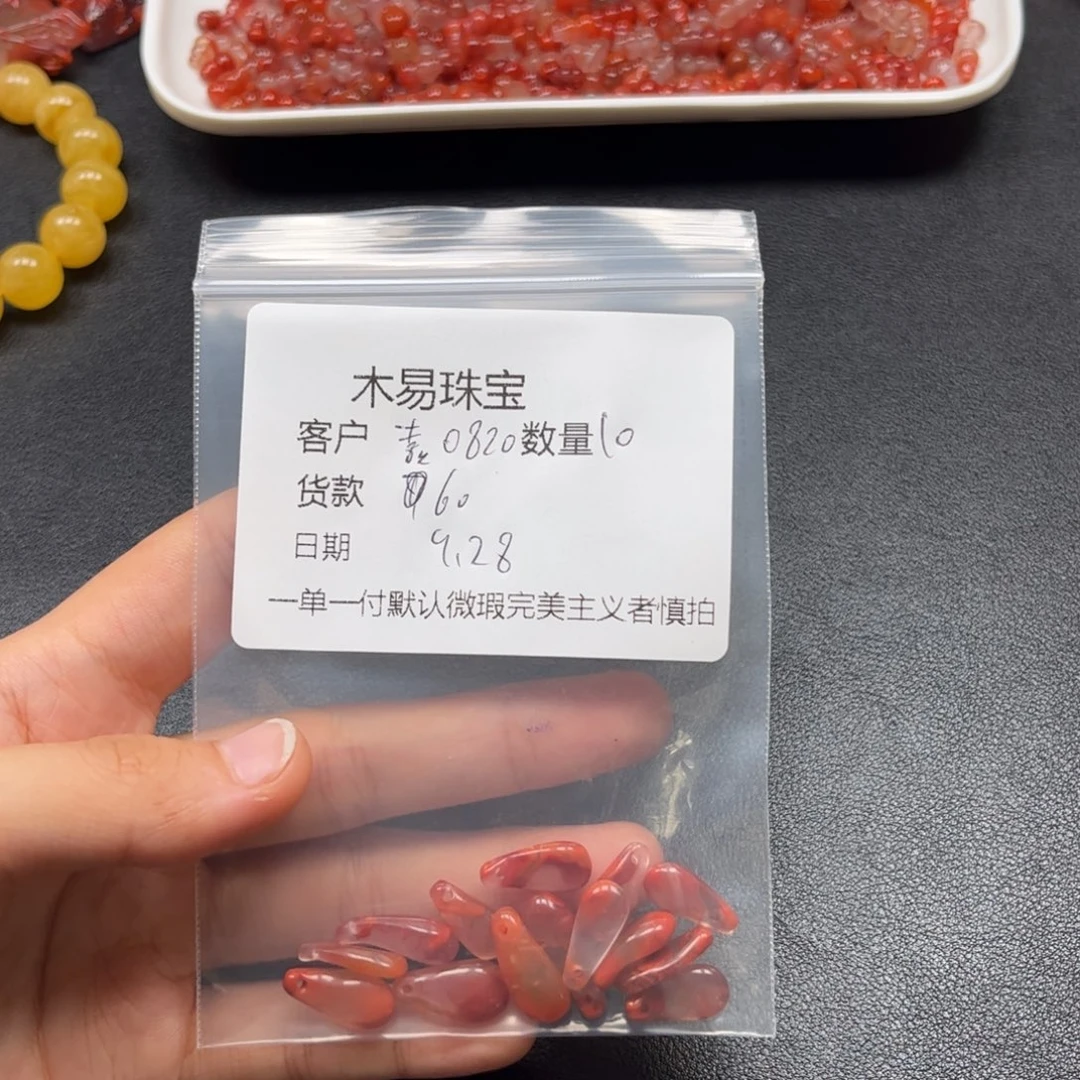 木易珠宝
客户 0820数量10
货款 60
日期 9.28
一单一付默认微瑕完美主义者慎拍